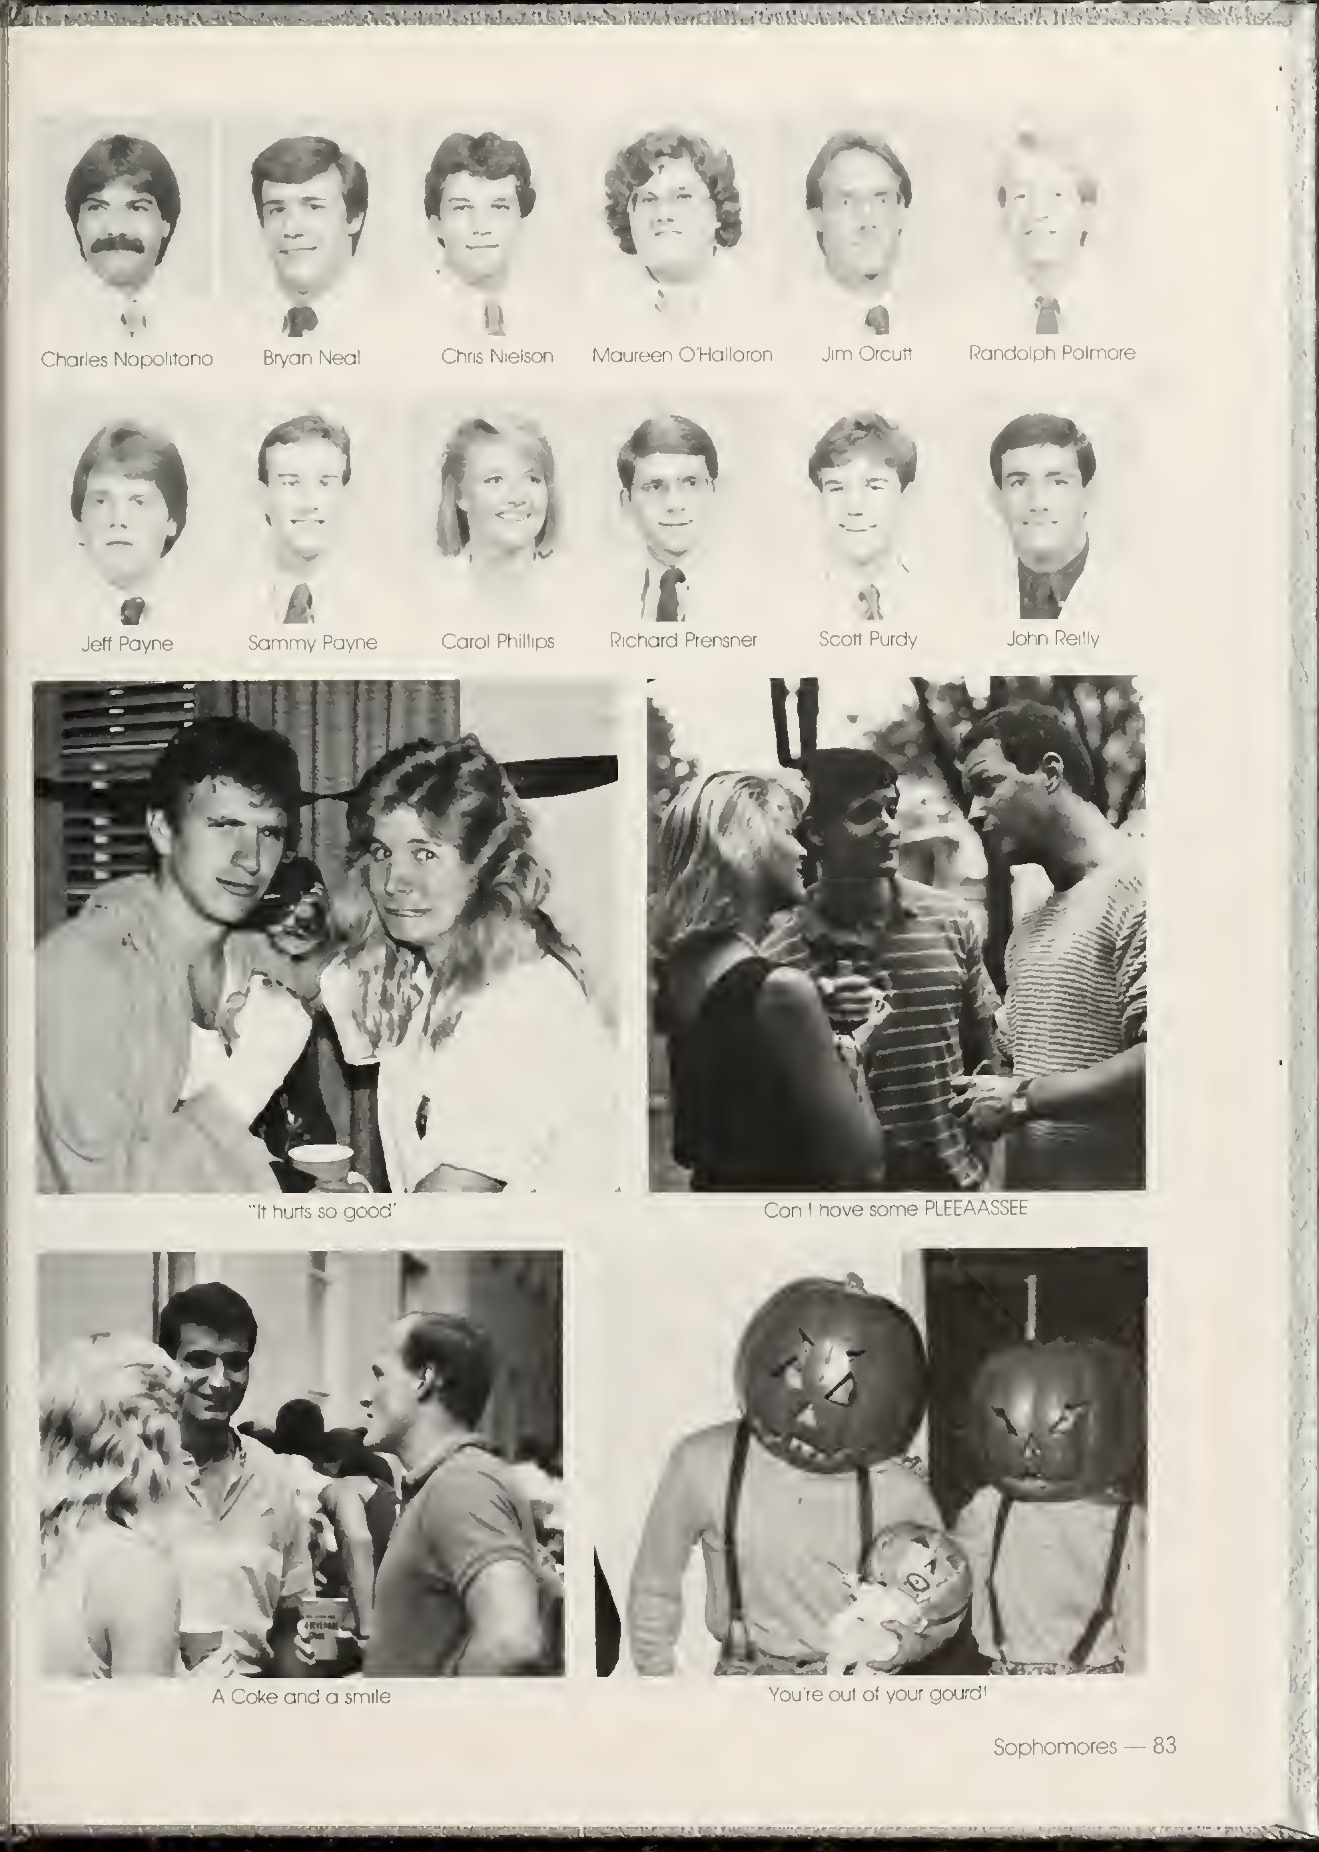 Charles Napolitano Bryan Neal Chris Nielson Maureen O'Halloran Jim Orcutt Randolph Palmore
Jeff Payne Sammy Payne Carol Phillips Richard Prensner Scott Purdy John Reilly
"It hurts so good" Can I have some PLEEAASSEE
A Coke and a smile You're out of your gourd!
Sophomores — 83